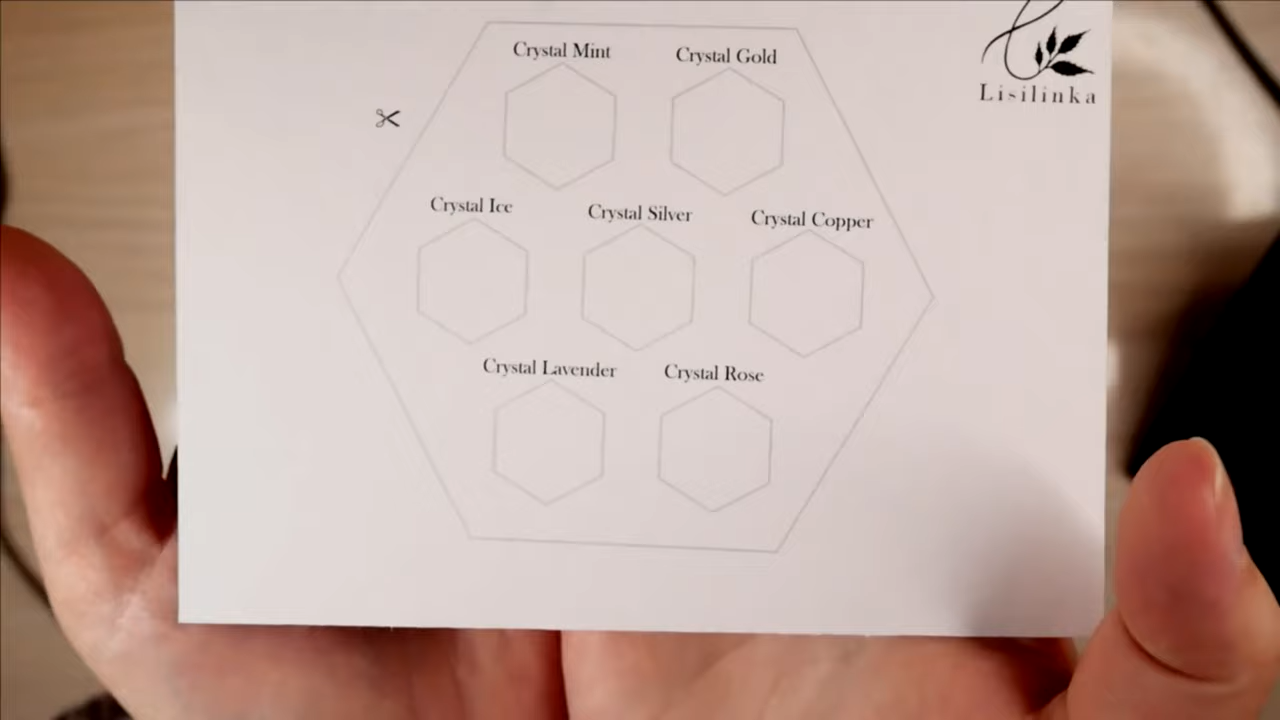 Crystal Mint
Crystal Gold
Lisilinka
Crystal Ice
Crystal Silver
Crystal Copper
Crystal Lavender
Crystal Rose